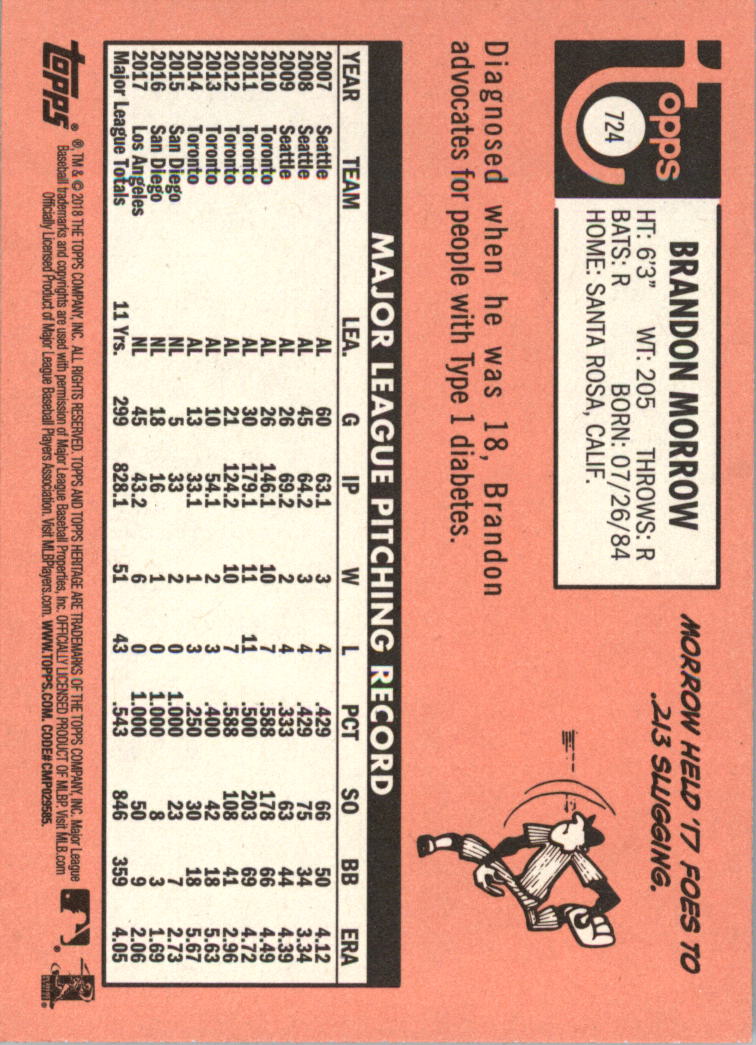 Topps
724
BRANDON MORROW
HT: 6'3" WT: 205 THROWS: R
BATS: R BORN: 07/26/84
HOME: SANTA ROSA, CALIF.
MORROW HELD '17 FOES TO
.213 SLUGGING.
Diagnosed when he was 18, Brandon
advocates for people with Type 1 diabetes.
MAJOR LEAGUE PITCHING RECORD
YEAR TEAM LEA. G IP W L PCT SO BB ERA
2007 Seattle AL 60 63.1 3 4 .429 66 50 4.12
2008 Seattle AL 45 64.2 3 4 .429 75 34 3.34
2009 Seattle AL 26 69.2 2 4 .333 63 44 4.39
2010 Toronto AL 26 146.1 10 7 .588 178 66 4.49
2011 Toronto AL 30 179.1 11 11 .500 203 69 4.72
2012 Toronto AL 21 124.2 10 7 .588 108 41 2.96
2013 Toronto AL 10 54.1 2 3 .400 42 18 5.63
2014 Toronto AL 13 33.1 1 3 .250 30 18 5.67
2015 San Diego NL 5 33 2 0 1.000 23 7 2.73
2016 San Diego NL 18 16 1 0 1.000 8 3 1.69
2017 Los Angeles NL 45 43.2 6 0 1.000 50 9 2.06
Major League Totals 11 Yrs. 299 828.1 51 43 .543 846 359 4.05
topps®
®, TM & © 2018 THE TOPPS COMPANY, INC. ALL RIGHTS RESERVED. TOPPS AND TOPPS HERITAGE ARE TRADEMARKS OF THE TOPPS COMPANY, INC. Major League
Baseball trademarks and copyrights are used with permission of Major League Baseball Properties, Inc. OFFICIALLY LICENSED PRODUCT OF MLBP. Visit MLB.com
Officially Licensed Product of Major League Baseball Players Association. Visit MLBPlayers.com. WWW.TOPPS.COM. CODE#CMP029585.